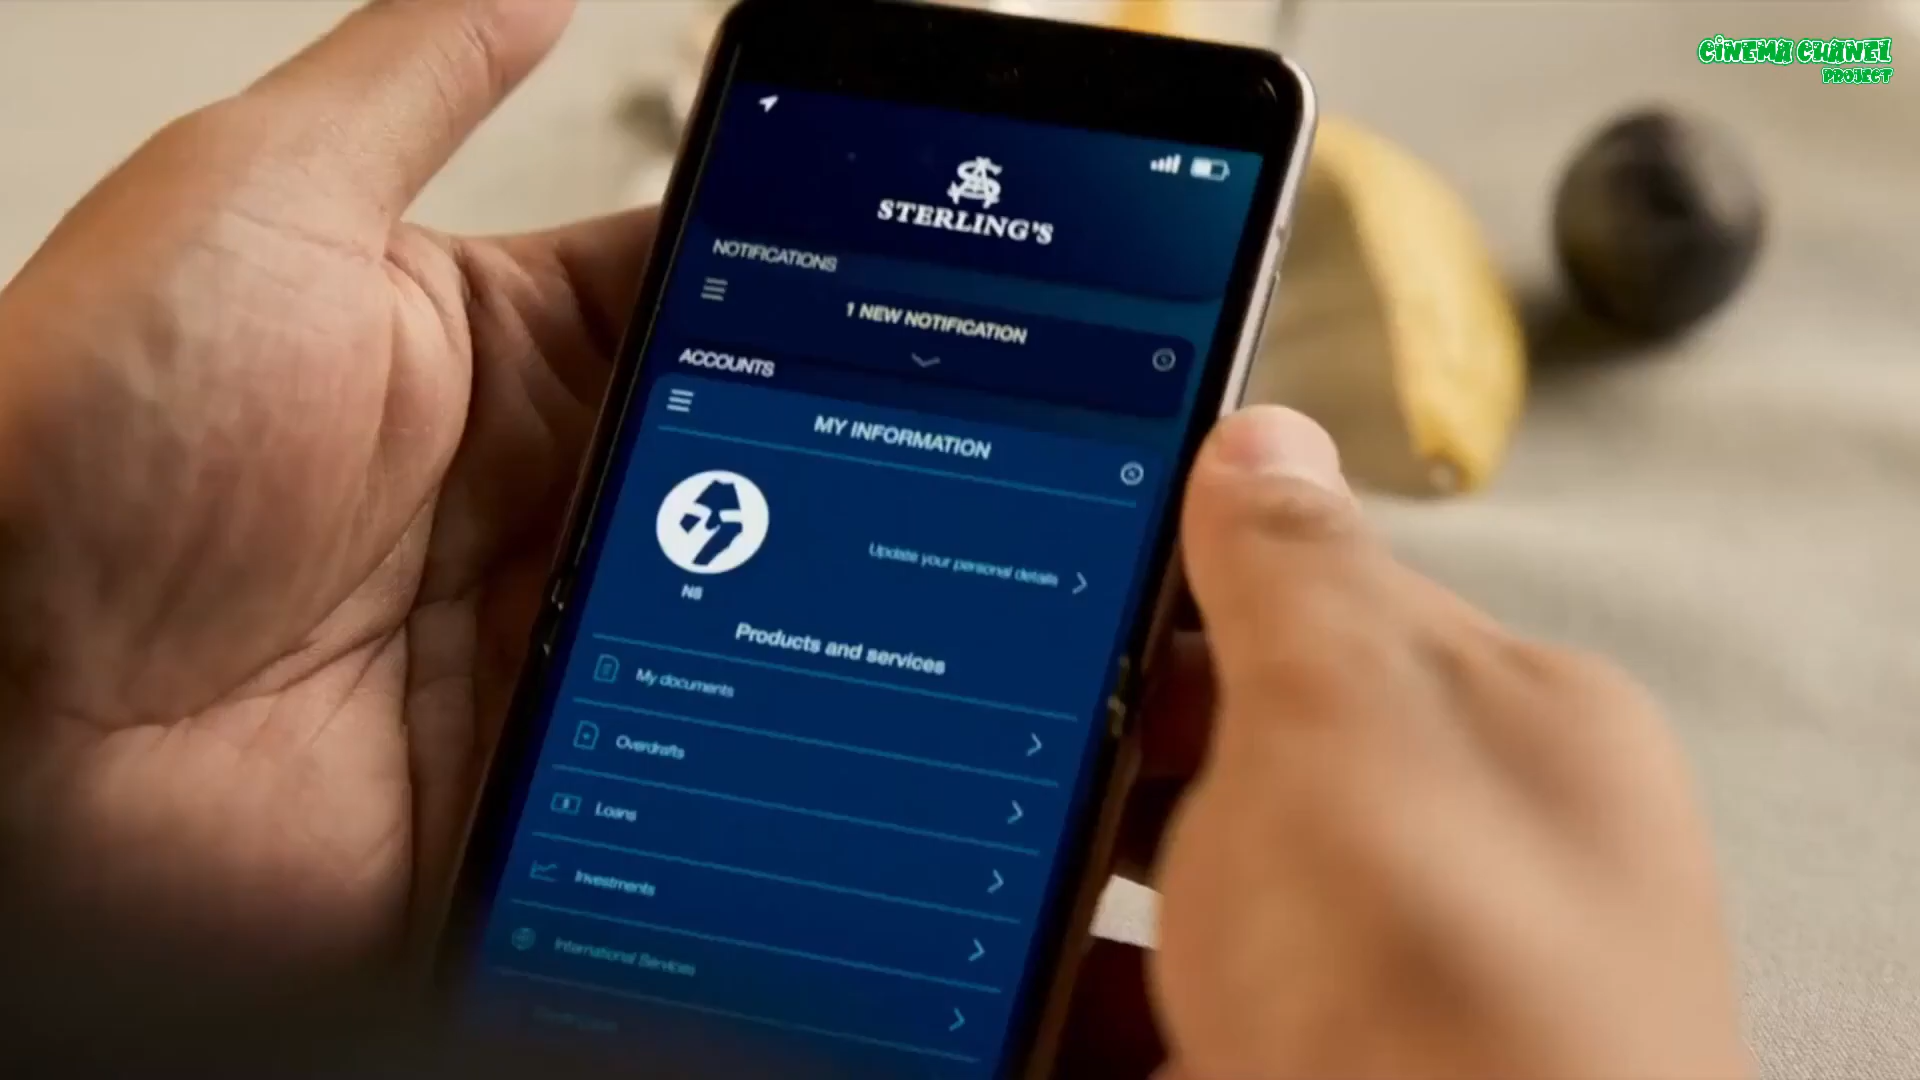 CINEMA CHANEL
PROJECT
STERLING'S
NOTIFICATIONS
1 NEW NOTIFICATION
ACCOUNTS
MY INFORMATION
Update your personal details
NB
Products and services
My documents
Overdrafts
Loans
Investments
International Services